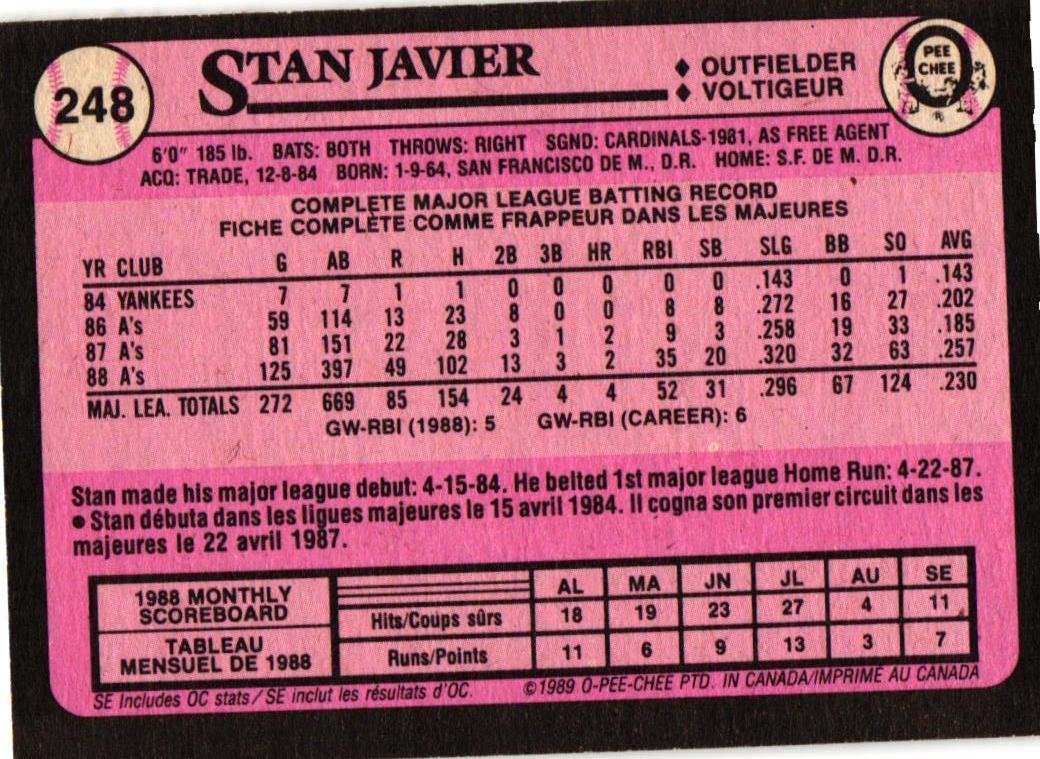 248
STAN JAVIER
♦ OUTFIELDER
♦ VOLTIGEUR
PEE
CHEE
®
6'0" 185 lb. BATS: BOTH THROWS: RIGHT SGND: CARDINALS-1981, AS FREE AGENT
ACQ: TRADE, 12-8-84 BORN: 1-9-64, SAN FRANCISCO DE M., D.R. HOME: S.F. DE M. D.R.
COMPLETE MAJOR LEAGUE BATTING RECORD
FICHE COMPLÈTE COMME FRAPPEUR DANS LES MAJEURES
YR CLUB G AB R H 2B 3B HR RBI SB SLG BB SO AVG
84 YANKEES 7 7 1 1 0 0 0 0 0 .143 0 1 .143
86 A's 59 114 13 23 8 0 0 8 8 .272 16 27 .202
87 A's 81 151 22 28 3 1 2 9 3 .258 19 33 .185
88 A's 125 397 49 102 13 3 2 35 20 .320 32 63 .257
MAJ. LEA. TOTALS 272 669 85 154 24 4 4 52 31 .296 67 124 .230
GW-RBI (1988): 5 GW-RBI (CAREER): 6
Stan made his major league debut: 4-15-84. He belted 1st major league Home Run: 4-22-87.
● Stan débuta dans les ligues majeures le 15 avril 1984. Il cogna son premier circuit dans les
majeures le 22 avril 1987.
1988 MONTHLY
SCOREBOARD
TABLEAU
MENSUEL DE 1988
AL MA JN JL AU SE
Hits/Coups sûrs 18 19 23 27 4 11
Runs/Points 11 6 9 13 3 7
SE Includes OC stats/SE inclut les résultats d'OC. ©1989 O-PEE-CHEE PTD. IN CANADA/IMPRIMÉ AU CANADA